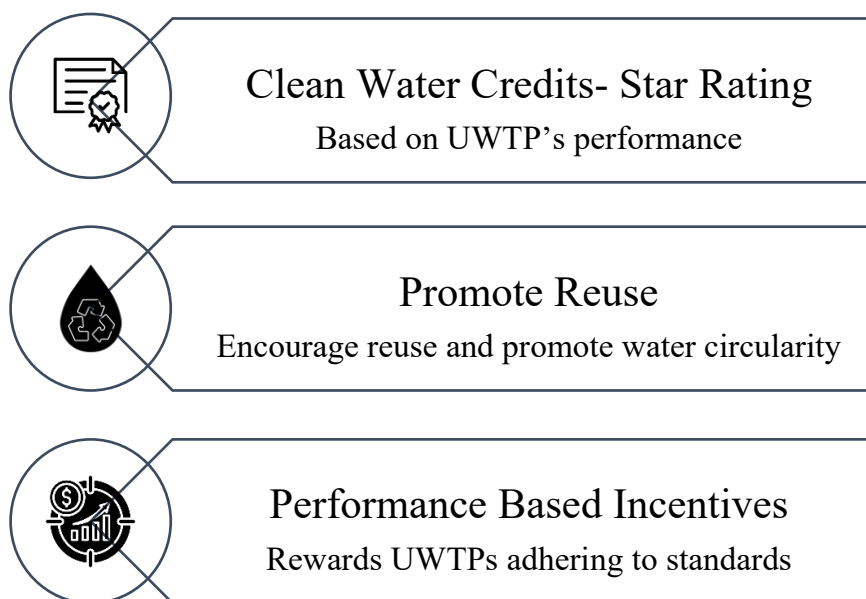 Clean Water Credits- Star Rating
Based on UWTP’s performance
Promote Reuse
Encourage reuse and promote water circularity
$
Performance Based Incentives
Rewards UWTPs adhering to standards